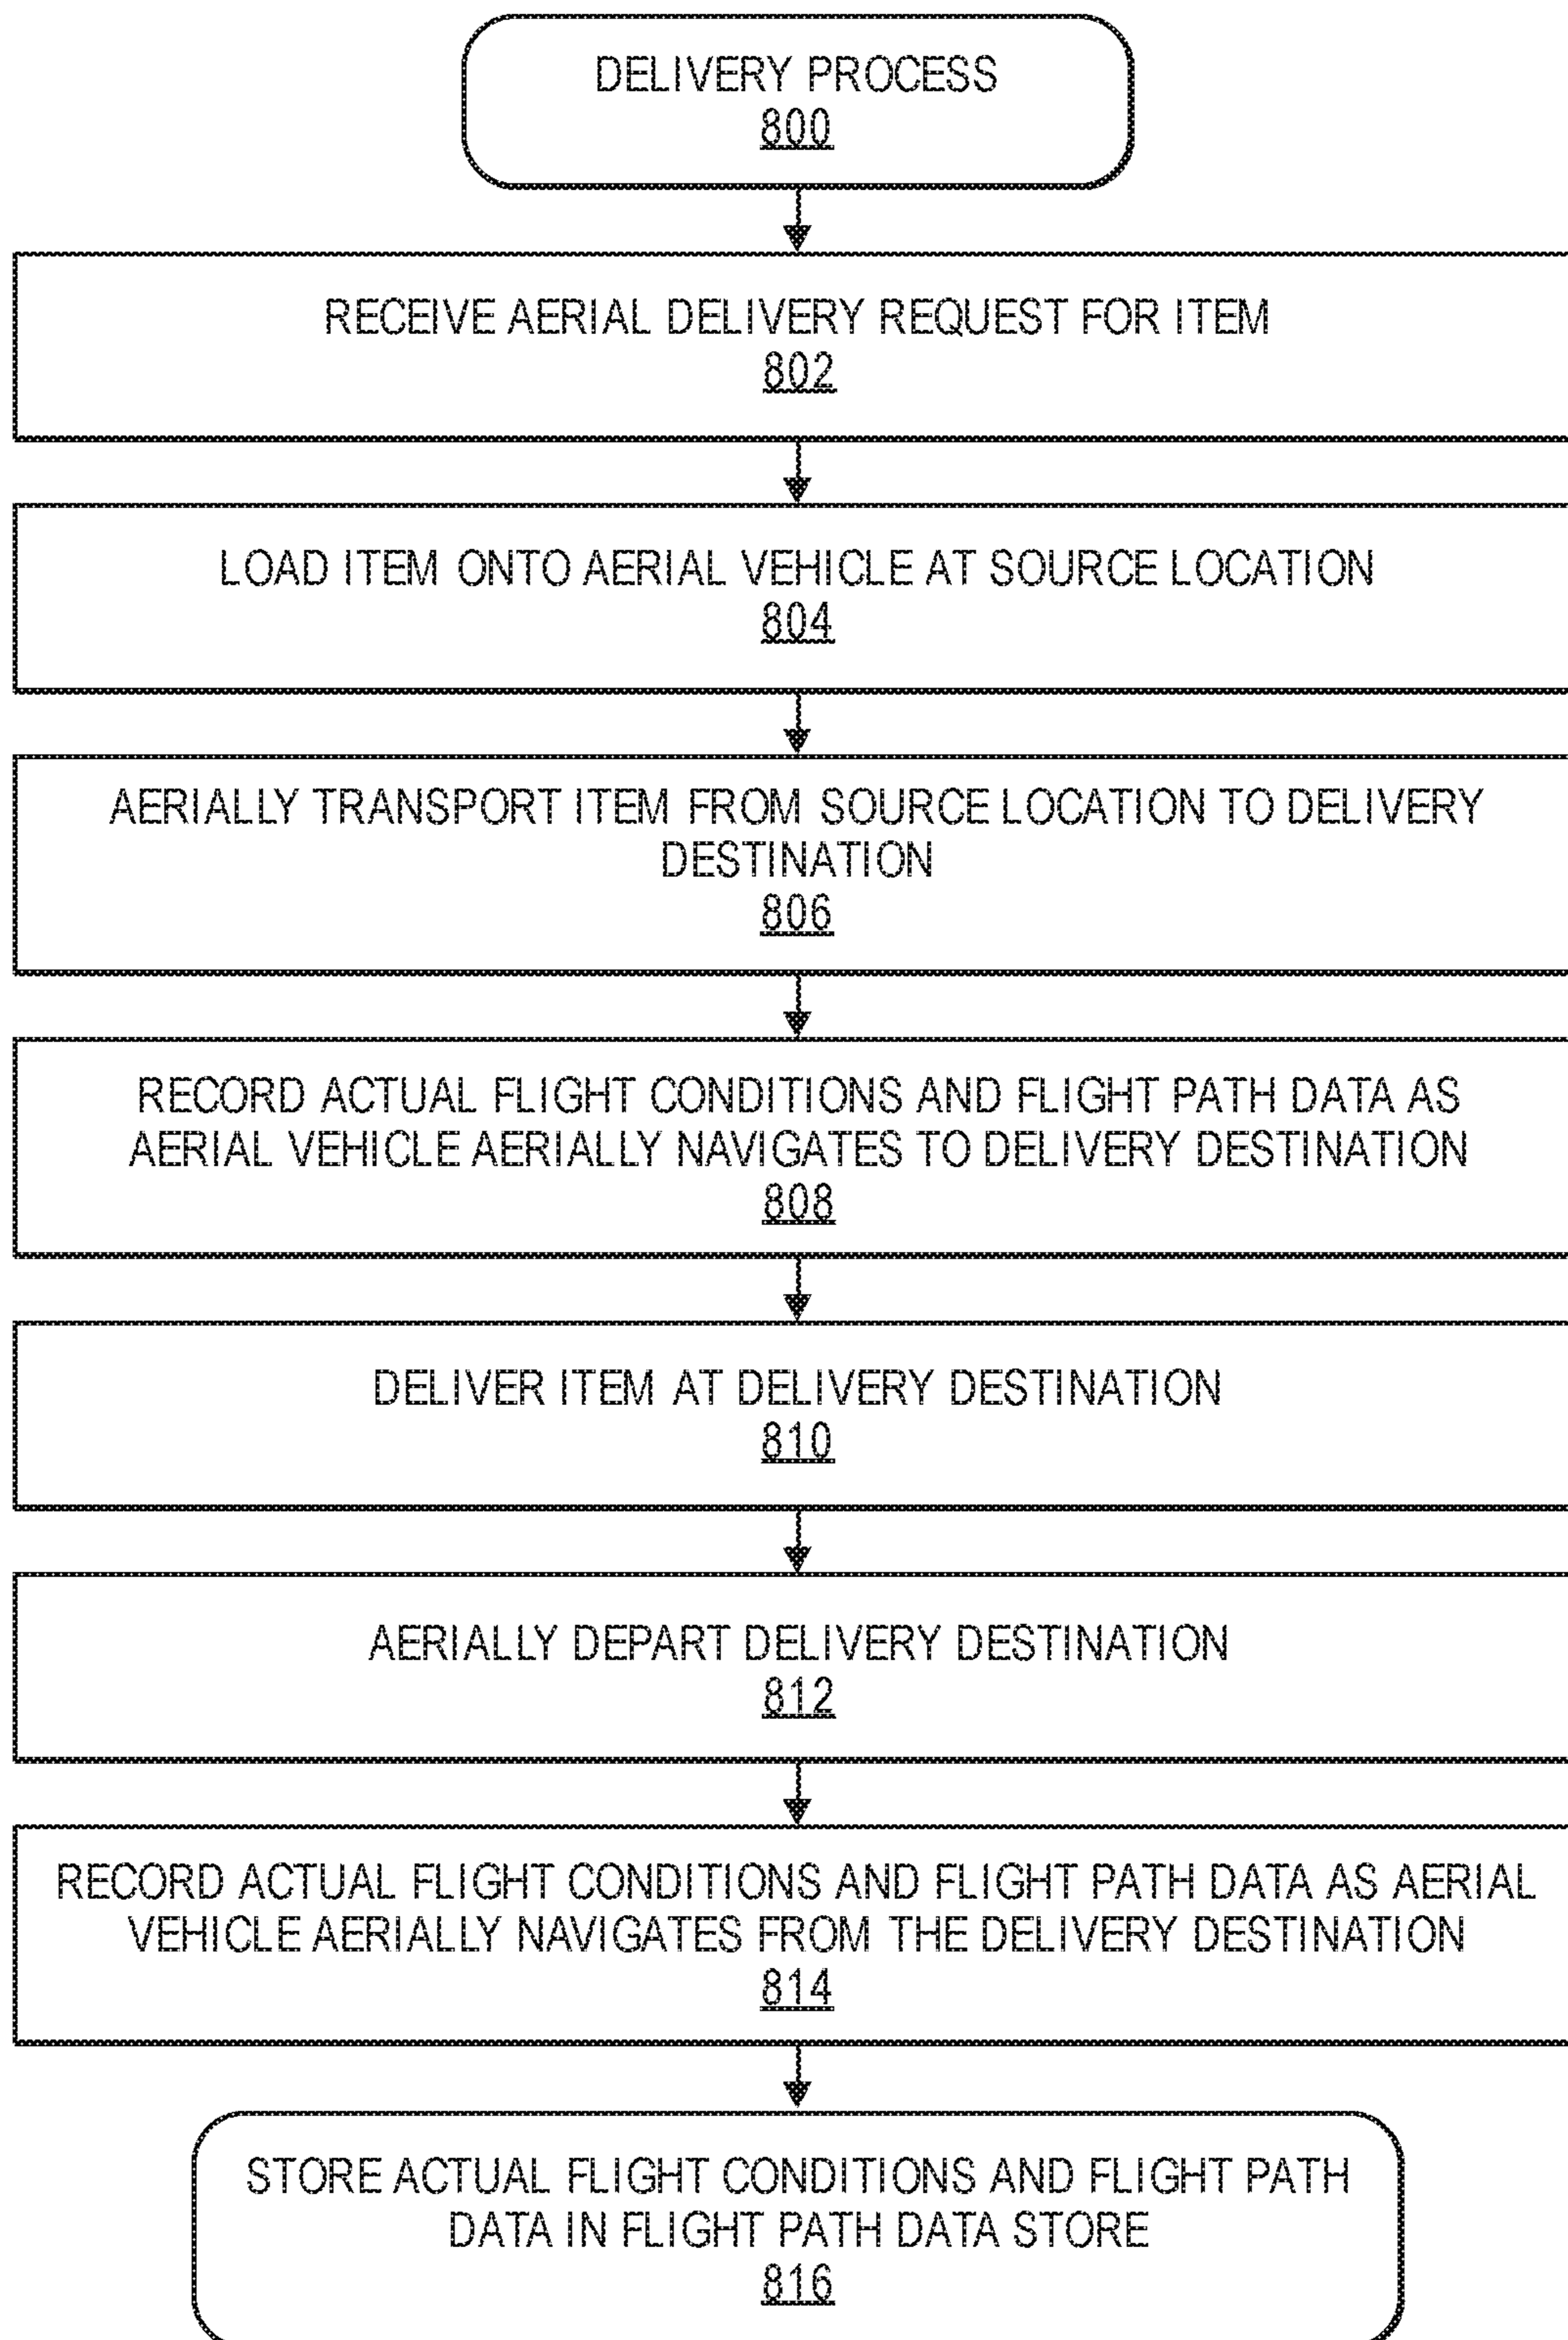 DELIVERY PROCESS
800
RECEIVE AERIAL DELIVERY REQUEST FOR ITEM
802
LOAD ITEM ONTO AERIAL VEHICLE AT SOURCE LOCATION
804
AERIALLY TRANSPORT ITEM FROM SOURCE LOCATION TO DELIVERY
DESTINATION
806
RECORD ACTUAL FLIGHT CONDITIONS AND FLIGHT PATH DATA AS
AERIAL VEHICLE AERIALLY NAVIGATES TO DELIVERY DESTINATION
808
DELIVER ITEM AT DELIVERY DESTINATION
810
AERIALLY DEPART DELIVERY DESTINATION
812
RECORD ACTUAL FLIGHT CONDITIONS AND FLIGHT PATH DATA AS AERIAL
VEHICLE AERIALLY NAVIGATES FROM THE DELIVERY DESTINATION
814
STORE ACTUAL FLIGHT CONDITIONS AND FLIGHT PATH
DATA IN FLIGHT PATH DATA STORE
816